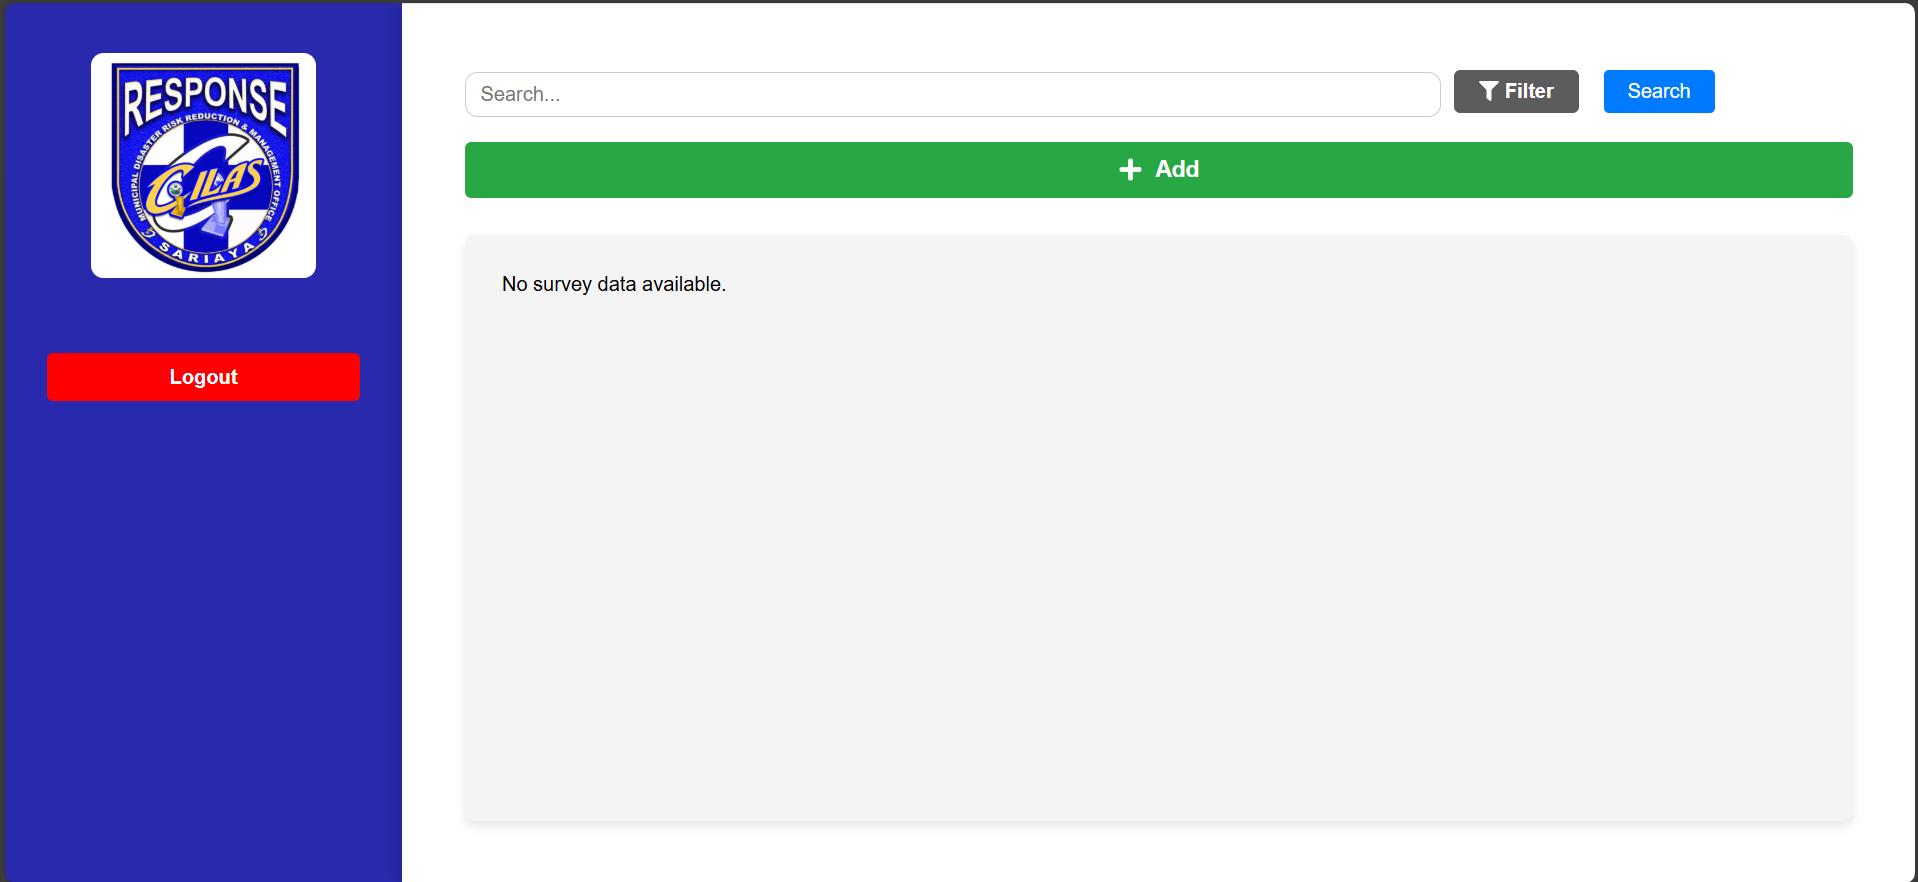 RESPONSE
MUNICIPAL DISASTER RISK REDUCTION & MANAGEMENT OFFICE
GILAS
SARIAYA
Logout
Search...
Filter
Search
Add
No survey data available.